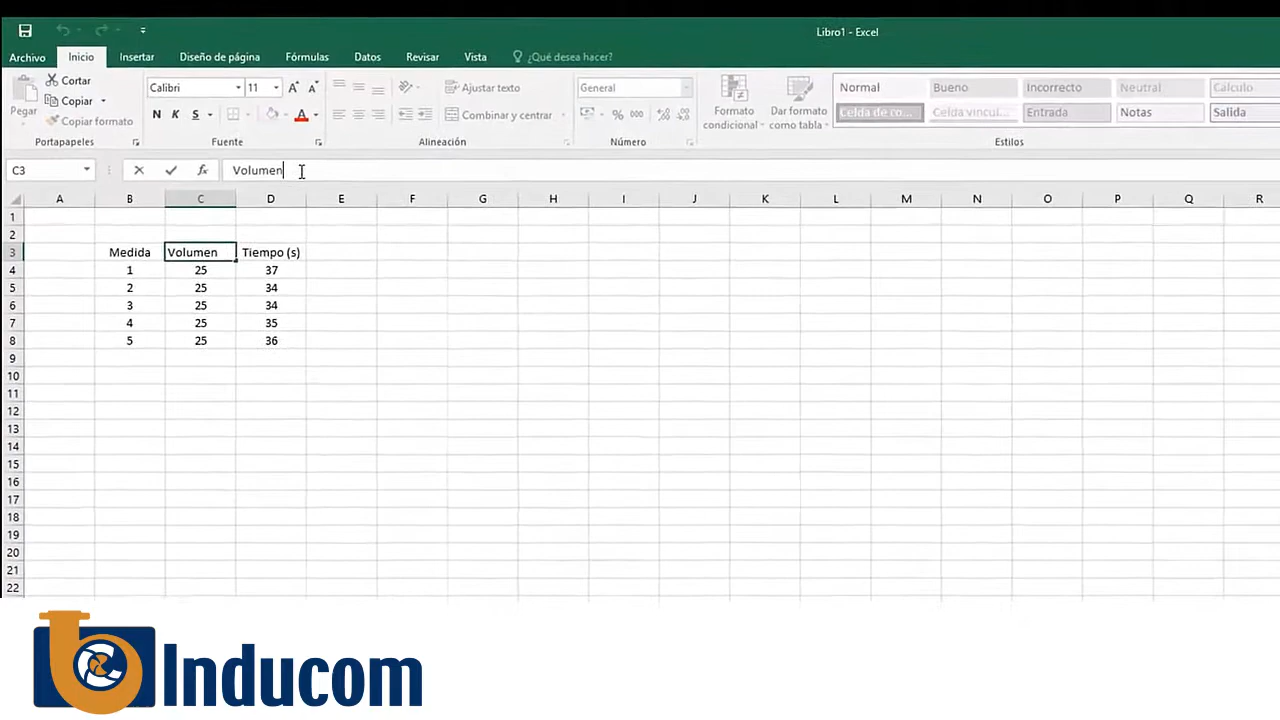 Libro1 - Excel
Archivo Inicio Insertar Diseño de página Fórmulas Datos Revisar Vista ¿Qué desea hacer?
Pegar
Cortar
Copiar
Copiar formato
Portapapeles
Calibri 11
N K S A
Fuente
Ajustar texto
Combinar y centrar
Alineación
General
% 000
Número
Formato condicional
Dar formato como tabla
Normal Bueno Incorrecto Neutral Cálculo
Celda de co... Celda vincul... Entrada Notas Salida
Estilos
C3 fx Volumen
A B C D E F G H I J K L M N O P Q R
1
2
3 Medida Volumen Tiempo (s)
4 1 25 37
5 2 25 34
6 3 25 34
7 4 25 35
8 5 25 36
9
10
11
12
13
14
15
16
17
18
19
20
21
22
Inducom